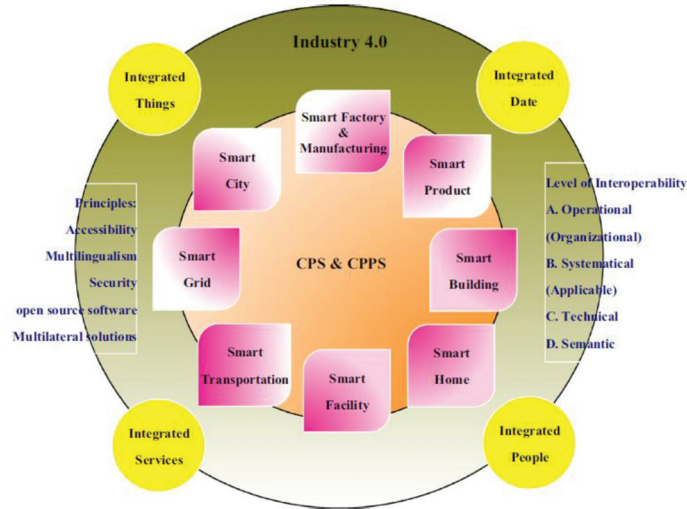 Industry 4.0
Integrated
Things
Integrated
Date
Smart Factory
&
Manufacturing
Smart
City
Smart
Product
Principles:
Accessibility
Multilingualism
Security
open source software
Multilateral solutions
Smart
Grid
CPS & CPPS
Smart
Building
Level of Interoperability
A. Operational
(Organizational)
B. Systematical
(Applicable)
C. Technical
D. Semantic
Smart
Transportation
Smart
Facility
Smart
Home
Integrated
Services
Integrated
People